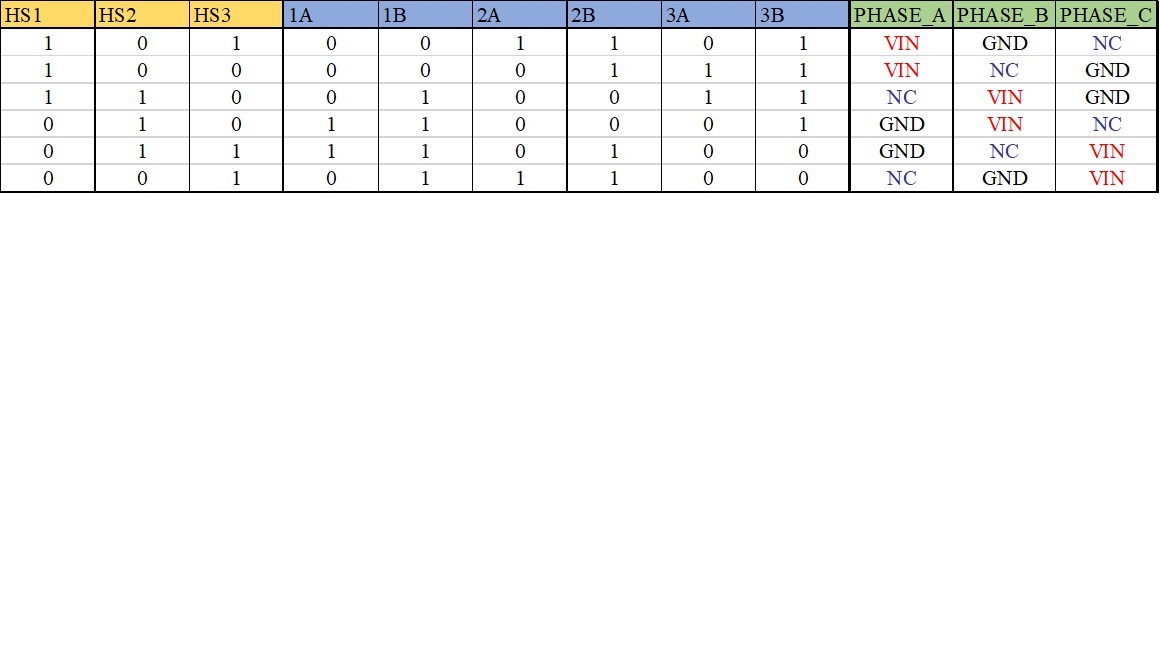 HS1 HS2 HS3 1A 1B 2A 2B 3A 3B PHASE_A PHASE_B PHASE_C
1 0 1 0 0 1 1 0 1 VIN GND NC
1 0 0 0 0 0 1 1 1 VIN NC GND
1 1 0 0 1 0 0 1 1 NC VIN GND
0 1 0 1 1 0 0 0 1 GND VIN NC
0 1 1 1 1 0 1 0 0 GND NC VIN
0 0 1 0 1 1 1 0 0 NC GND VIN